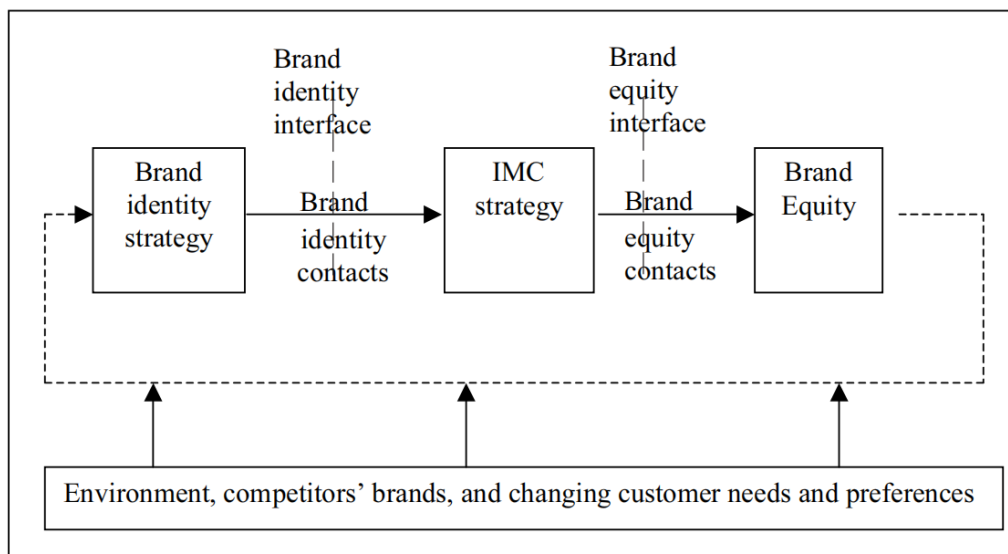 Brand
identity
interface
Brand
equity
interface
Brand
identity
strategy
Brand
identity
contacts
IMC
strategy
Brand
equity
contacts
Brand
Equity
Environment, competitors’ brands, and changing customer needs and preferences